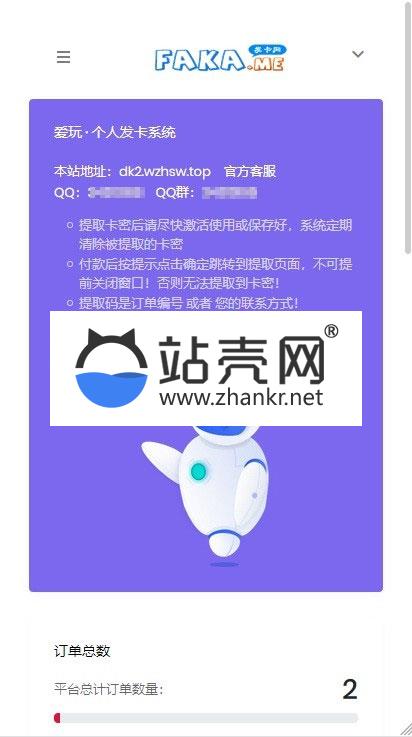 发卡网
FAKA.ME
爱玩 · 个人发卡系统
本站地址：dk2.wzhsw.top 官方客服
QQ： QQ群：
提取卡密后请尽快激活使用或保存好，系统定期
清除被提取的卡密
付款后按提示点击确定跳转到提取页面，不可提
前关闭窗口！否则无法提取到卡密！
提取码是订单编号 或者 您的联系方式！
站壳网®
www.zhankr.net
订单总数
平台总计订单数量： 2